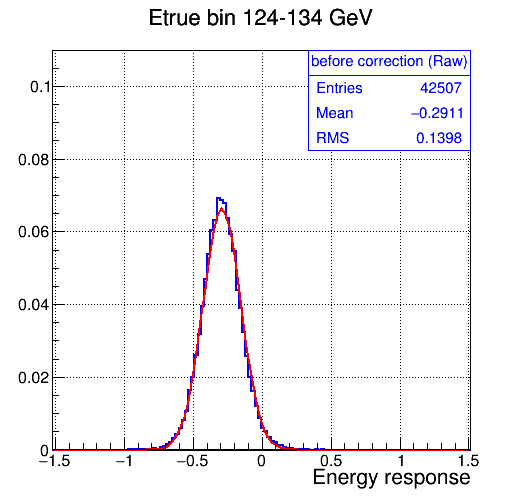 Etrue bin 124-134 GeV
before correction (Raw)
Entries 42507
Mean −0.2911
RMS 0.1398
0.1
0.08
0.06
0.04
0.02
0
−1.5 −1 −0.5 0 0.5 1 1.5
Energy response